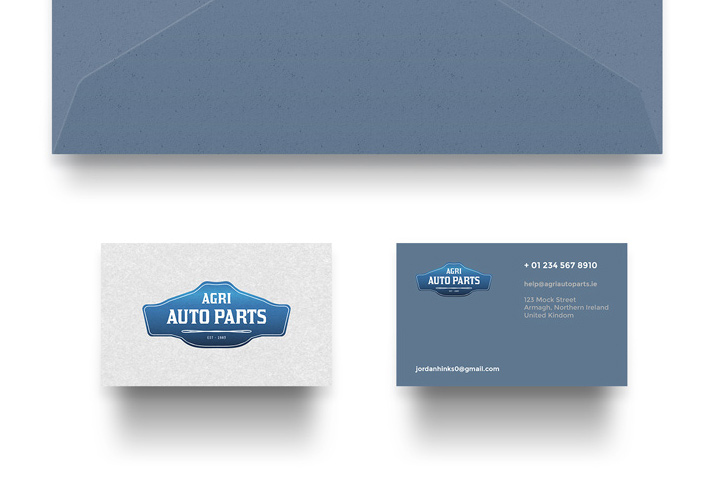 AGRI
AUTO PARTS
EST - 1985
AGRI
AUTO PARTS
+ 01 234 567 8910
help@agriautoparts.ie
123 Mock Street
Armagh, Northern Ireland
United Kindom
jordanhinks0@gmail.com